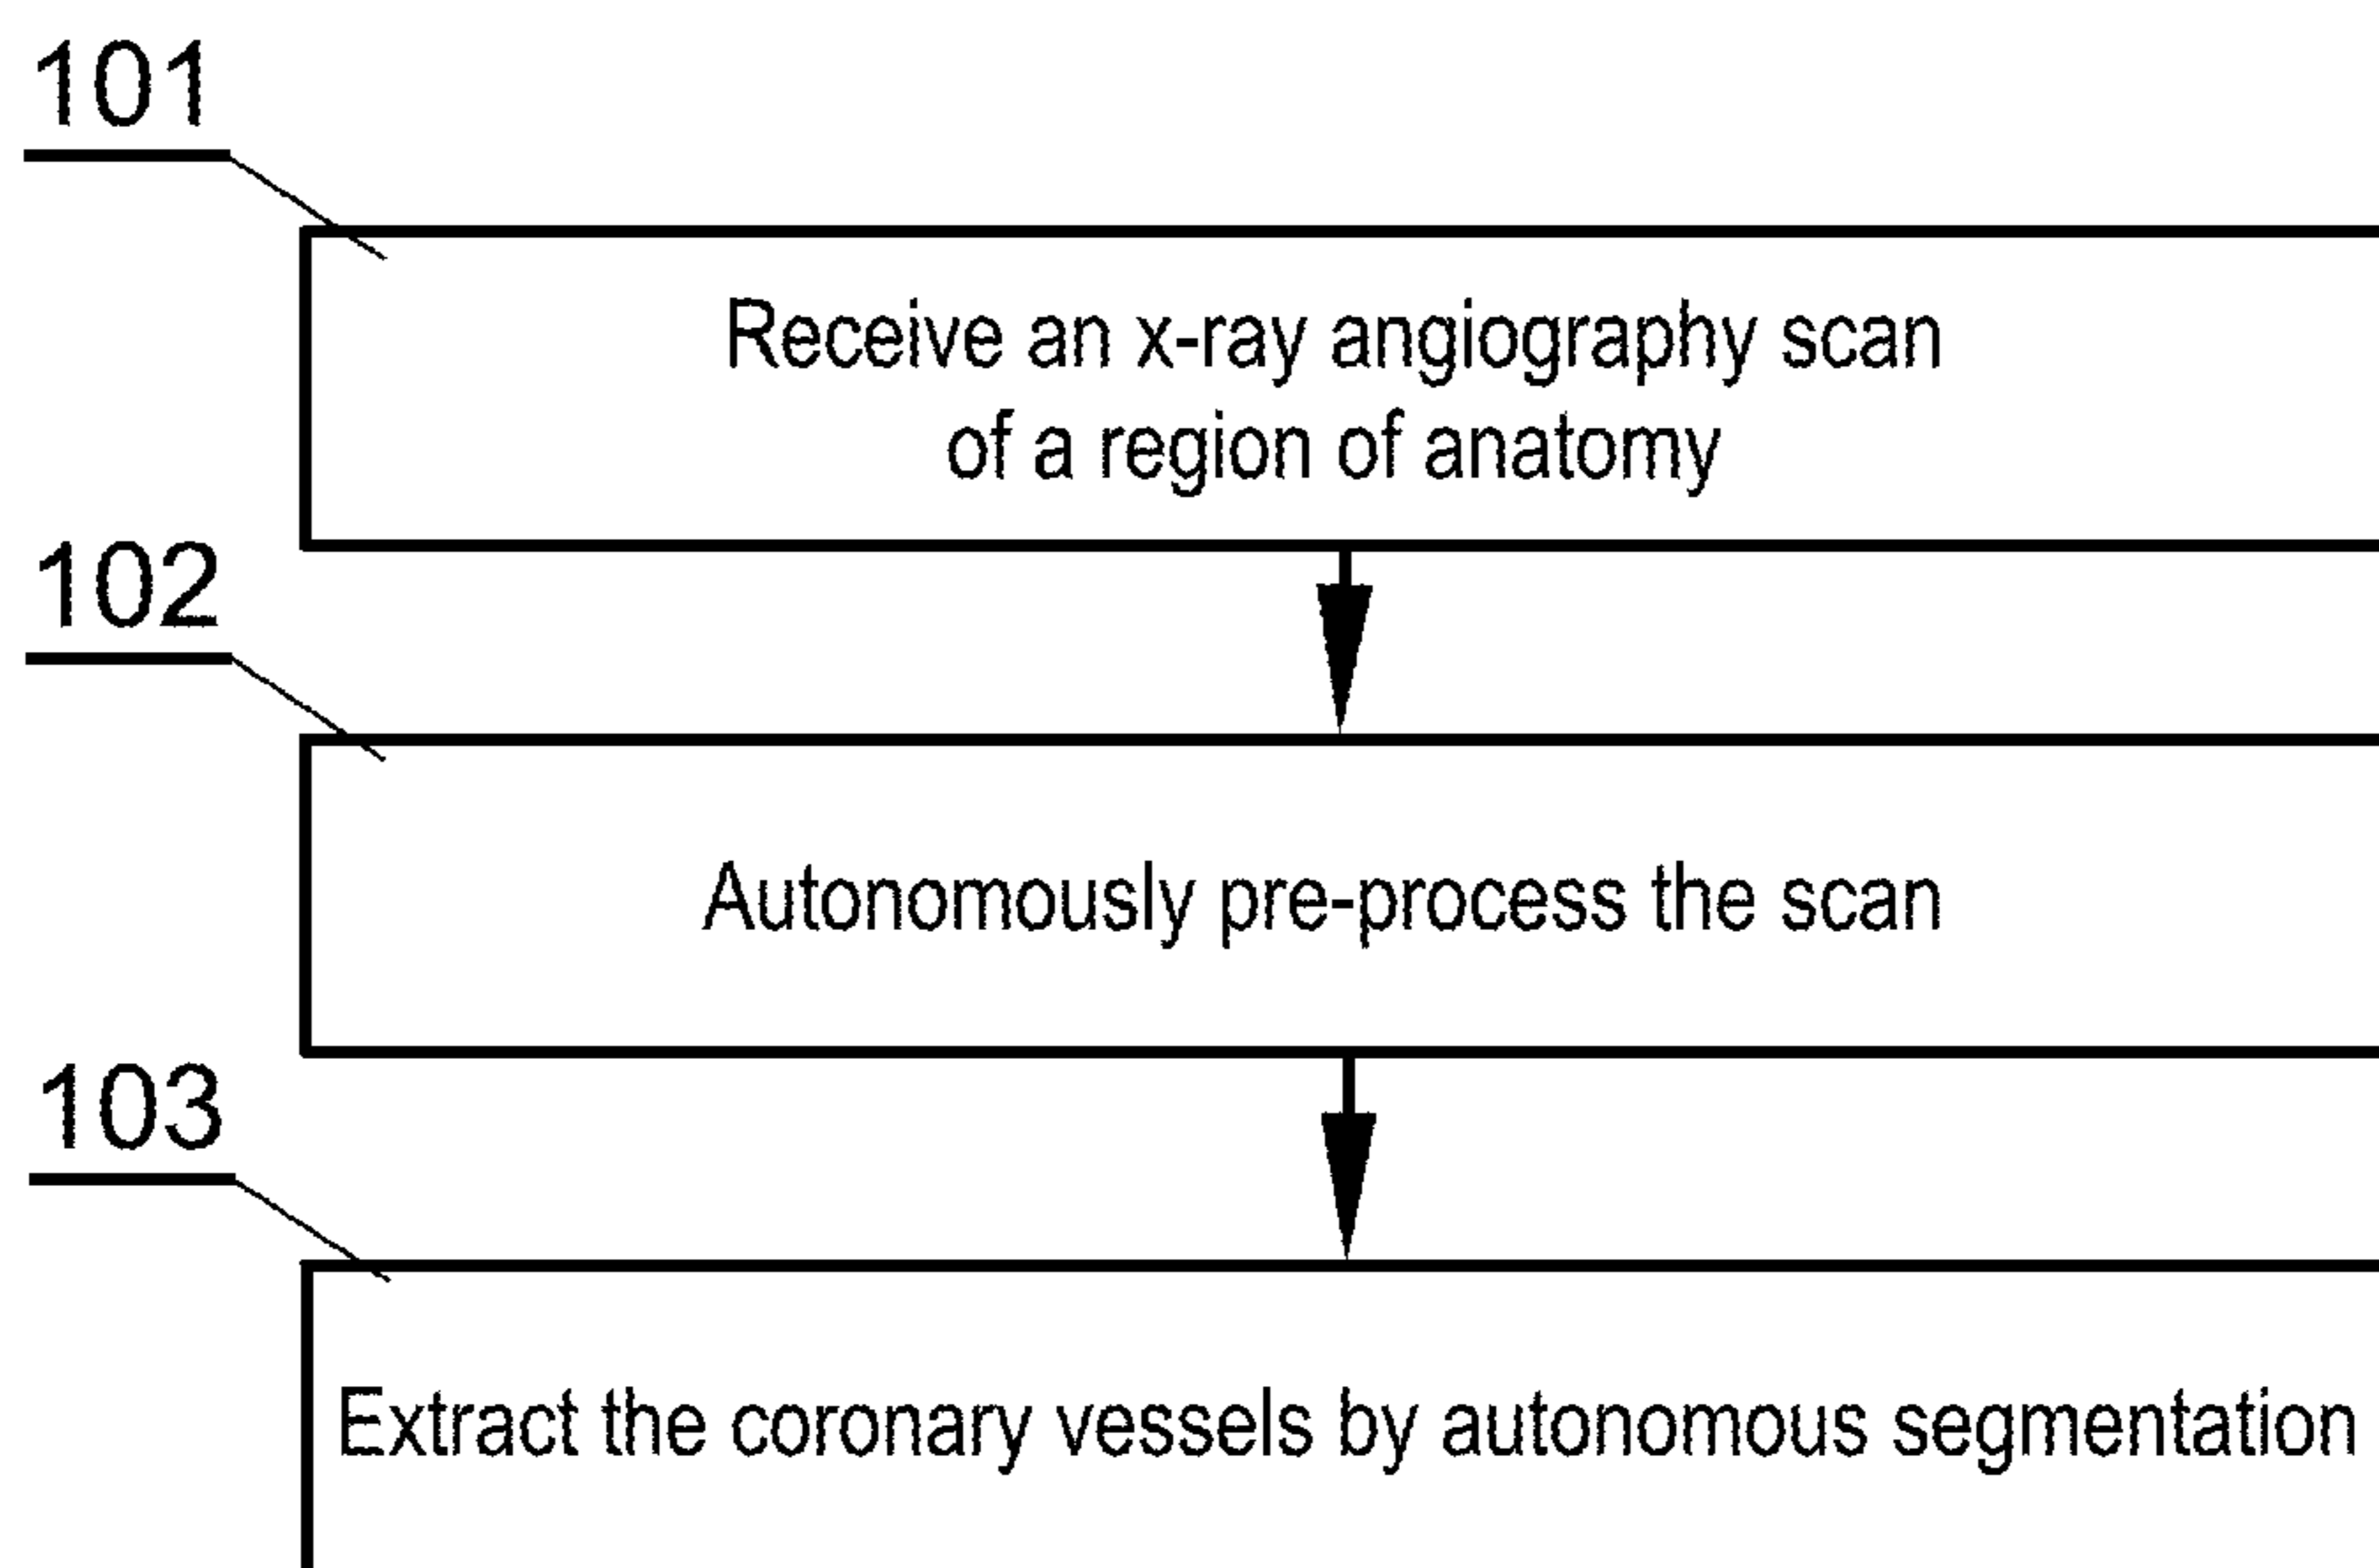 101
Receive an x-ray angiography scan
of a region of anatomy
102
Autonomously pre-process the scan
103
Extract the coronary vessels by autonomous segmentation